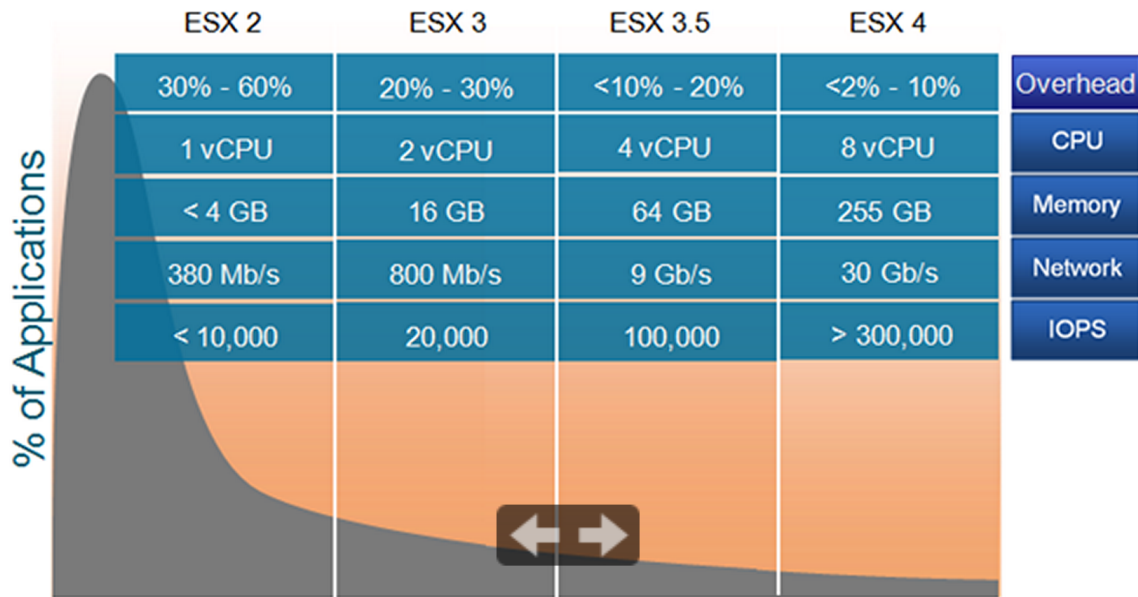 ESX 2 ESX 3 ESX 3.5 ESX 4
30% - 60% 20% - 30% <10% - 20% <2% - 10% Overhead
1 vCPU 2 vCPU 4 vCPU 8 vCPU CPU
< 4 GB 16 GB 64 GB 255 GB Memory
380 Mb/s 800 Mb/s 9 Gb/s 30 Gb/s Network
< 10,000 20,000 100,000 > 300,000 IOPS
% of Applications